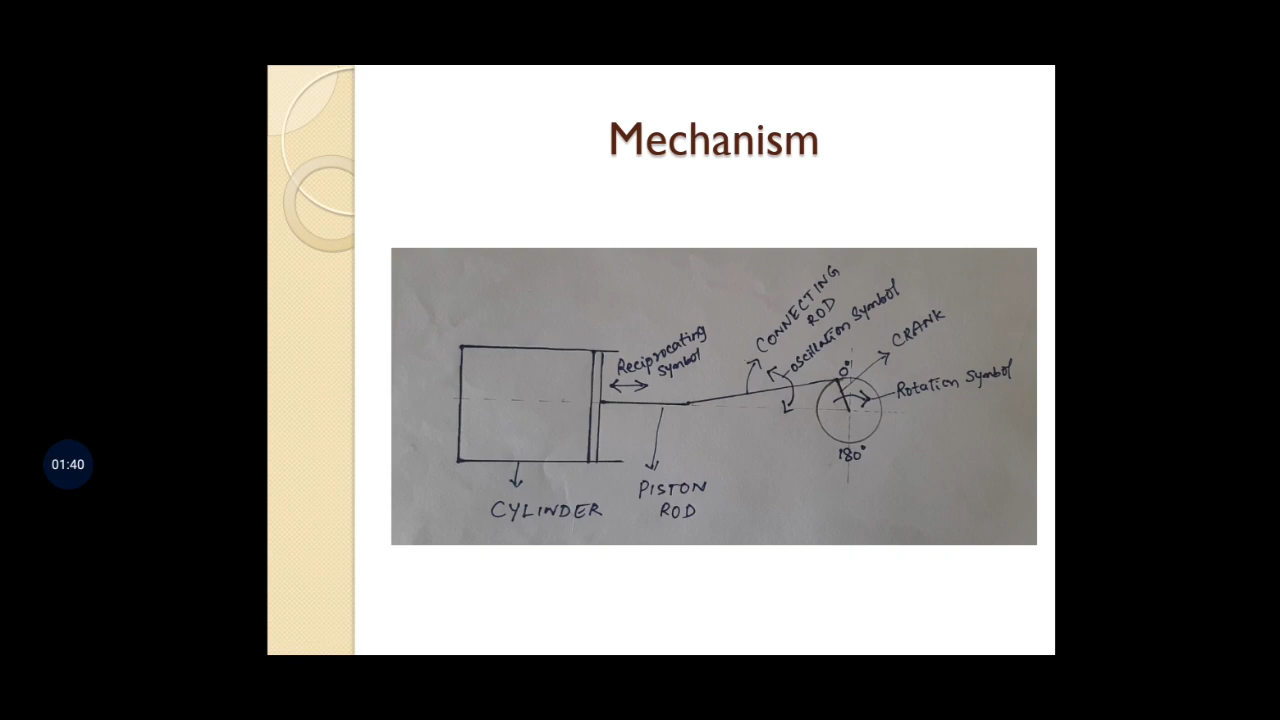 Mechanism
Reciprocating
symbol
CONNECTING
ROD
oscillation symbol
CRANK
0°
Rotation symbol
180°
CYLINDER
PISTON
ROD
01:40